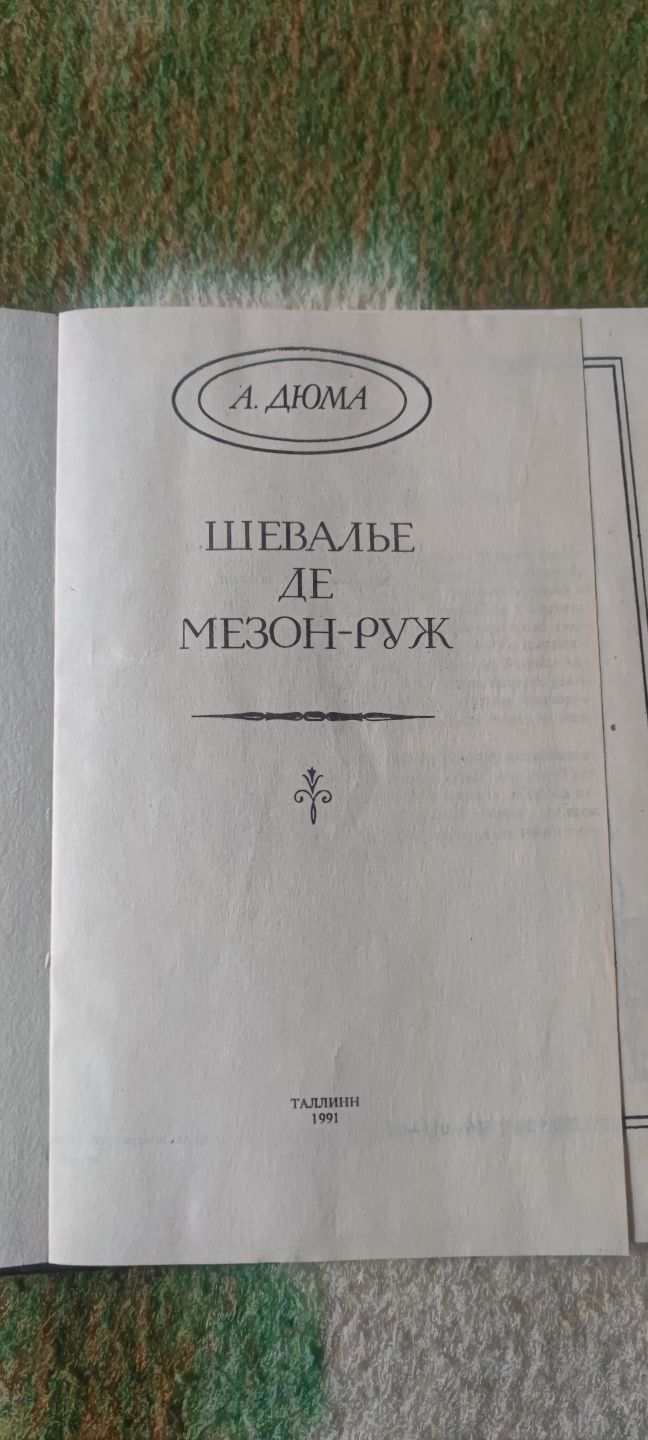 А. ДЮМА
ШЕВАЛЬЕ
ДЕ
МЕЗОН-РУЖ
ТАЛЛИНН
1991